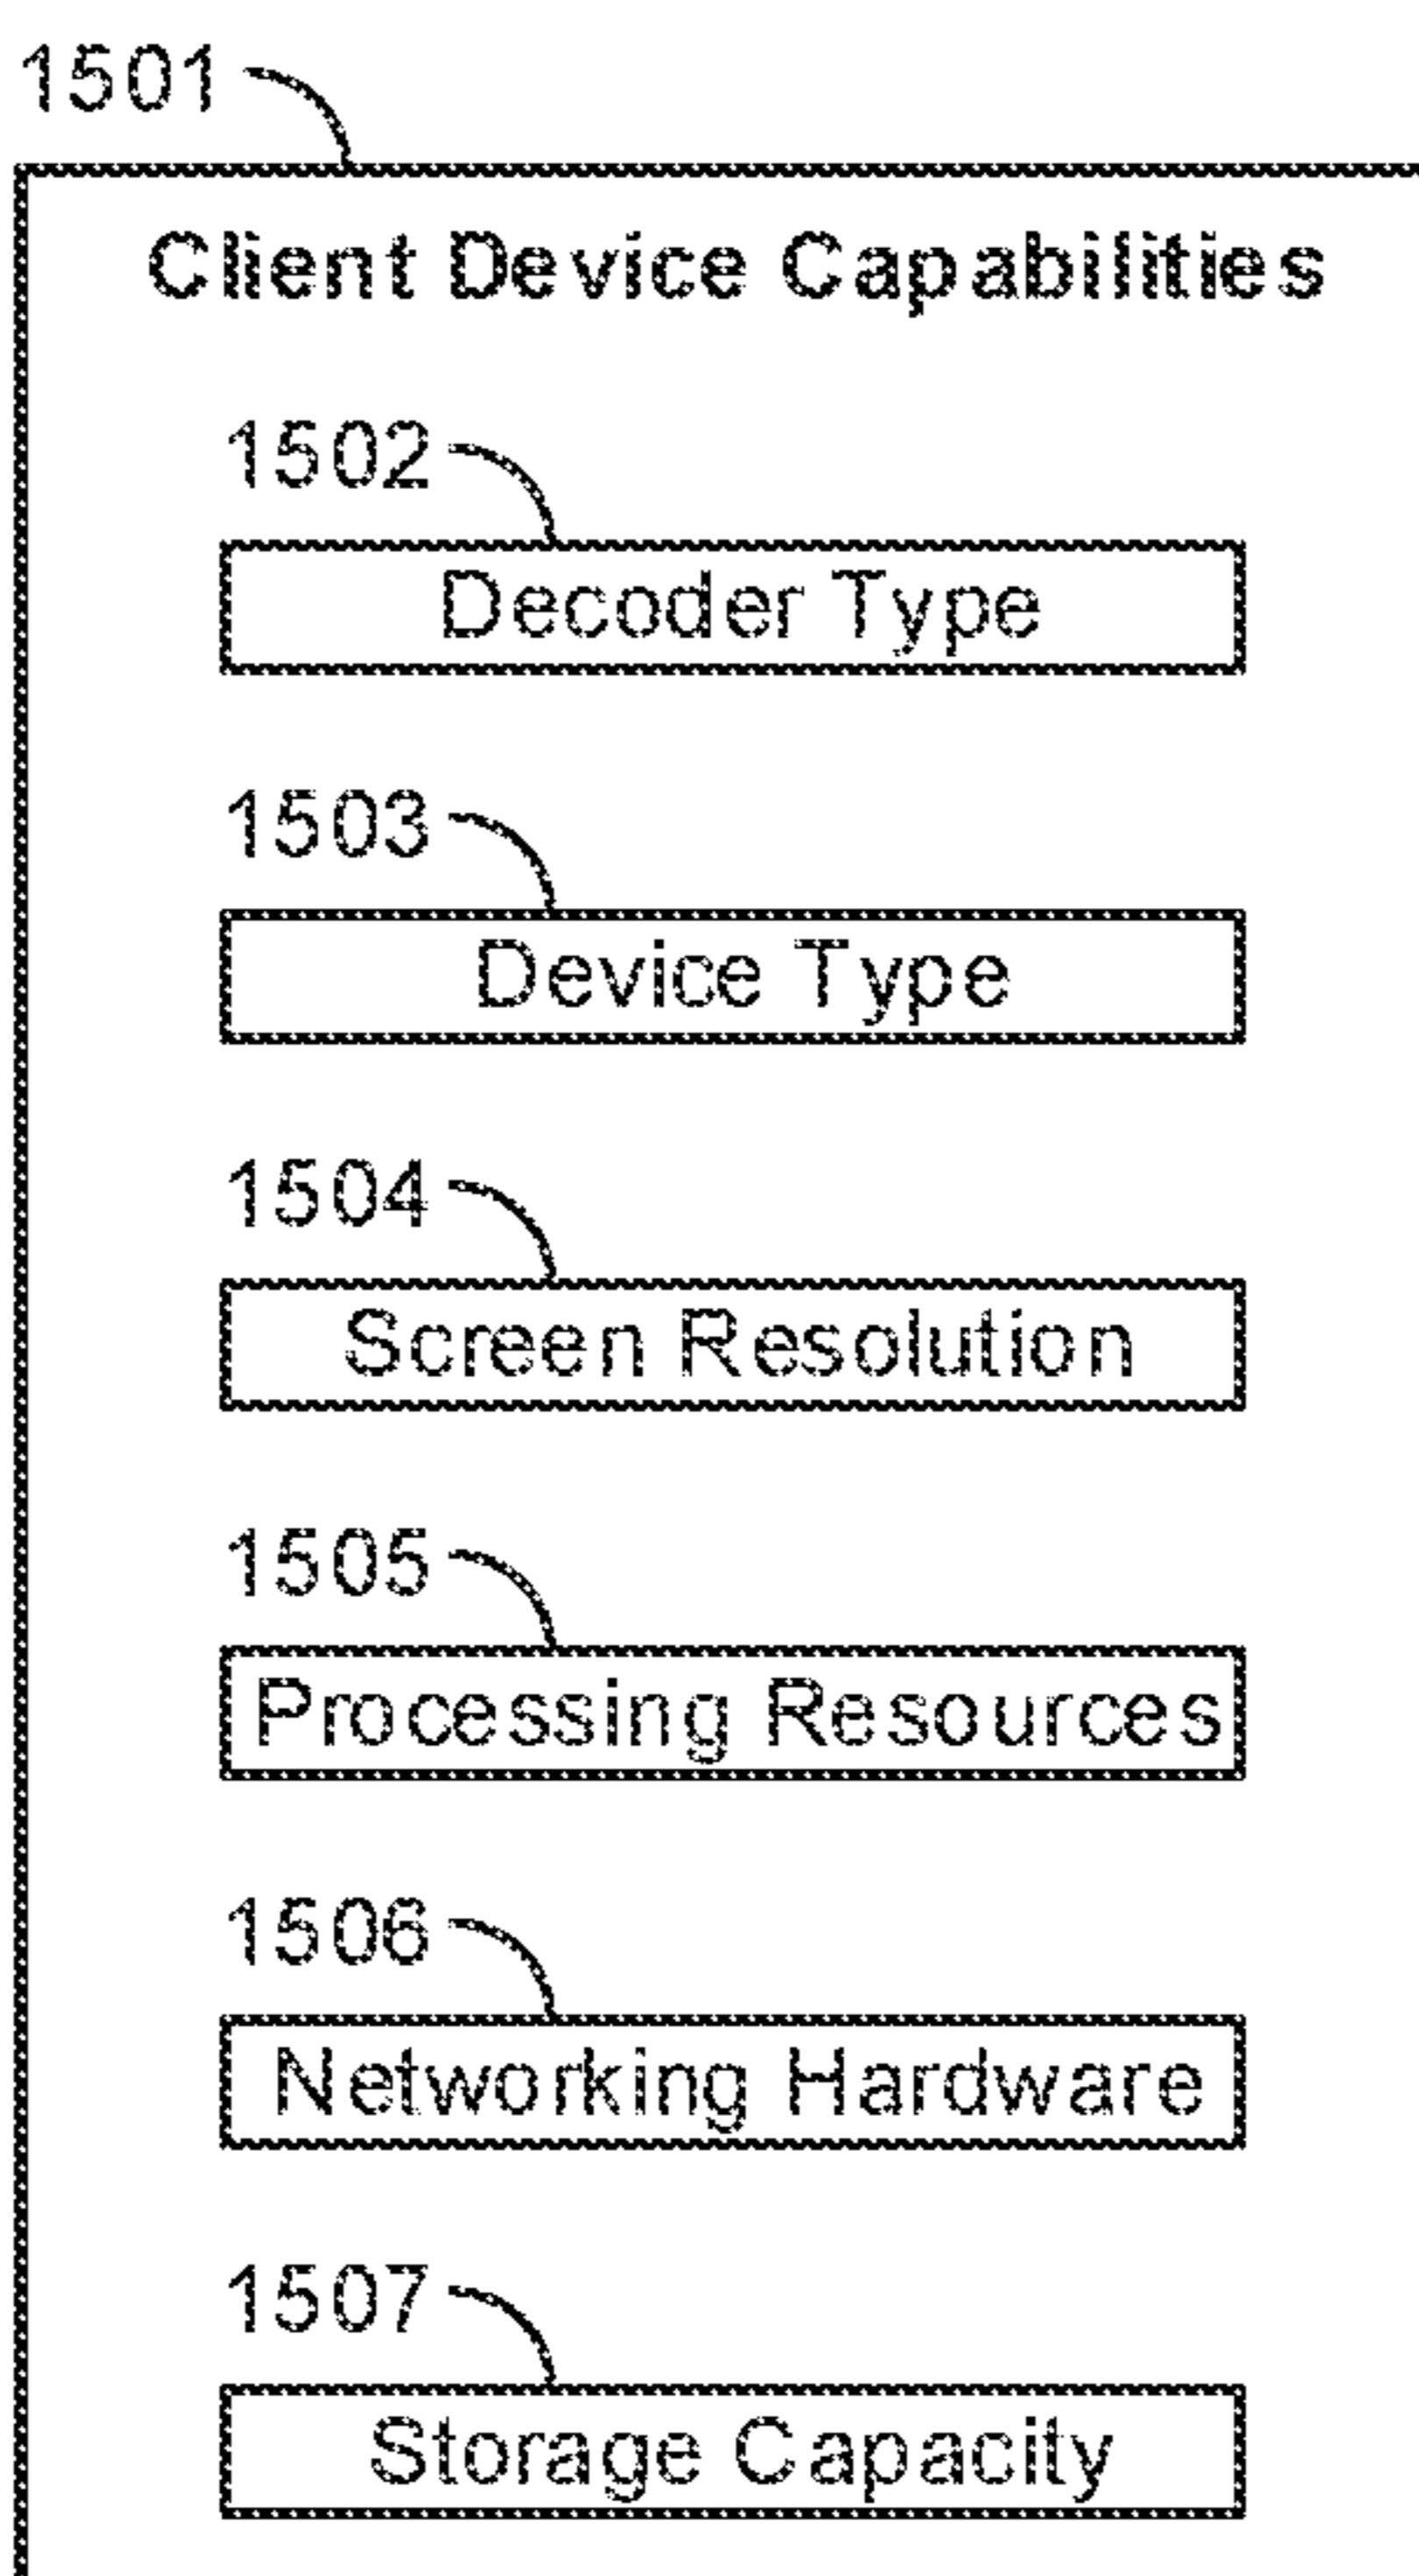 1501
Client Device Capabilities
1502
Decoder Type
1503
Device Type
1504
Screen Resolution
1505
Processing Resources
1506
Networking Hardware
1507
Storage Capacity